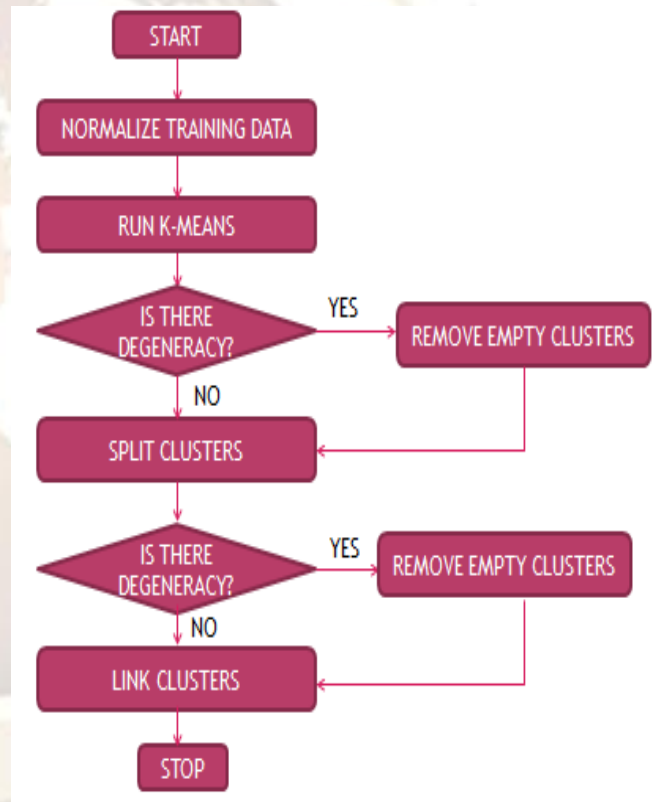 START
NORMALIZE TRAINING DATA
RUN K-MEANS
IS THERE
DEGENERACY?
YES
REMOVE EMPTY CLUSTERS
NO
SPLIT CLUSTERS
IS THERE
DEGENERACY?
YES
REMOVE EMPTY CLUSTERS
NO
LINK CLUSTERS
STOP